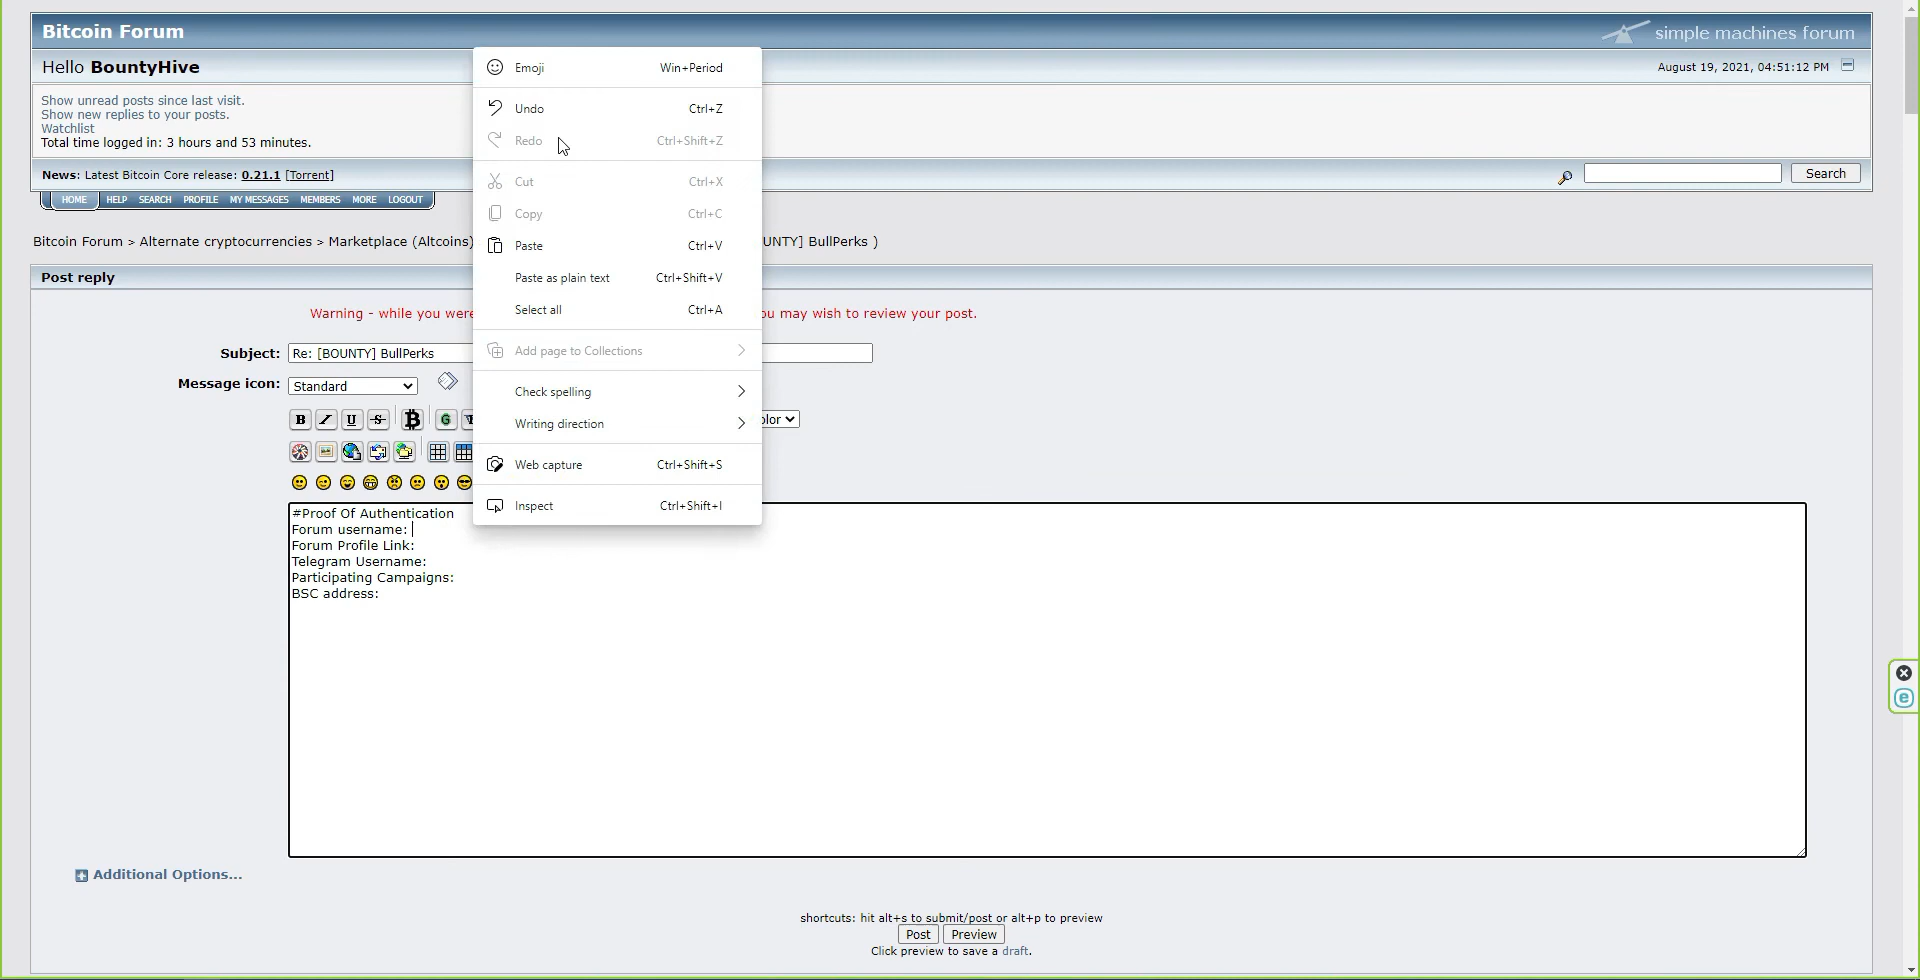 Bitcoin Forum
simple machines forum
Hello BountyHive
August 19, 2021, 04:51:12 PM
Show unread posts since last visit.
Show new replies to your posts.
Watchlist
Total time logged in: 3 hours and 53 minutes.
News: Latest Bitcoin Core release: 0.21.1 [Torrent]
Search
HOME HELP SEARCH PROFILE MY MESSAGES MEMBERS MORE LOGOUT
Bitcoin Forum > Alternate cryptocurrencies > Marketplace (Altcoins)
UNTY] BullPerks )
Post reply
Warning - while you were
ou may wish to review your post.
Subject: Re: [BOUNTY] BullPerks
Message icon: Standard
olor
#Proof Of Authentication
Forum username:
Forum Profile Link:
Telegram Username:
Participating Campaigns:
BSC address:
Additional Options...
shortcuts: hit alt+s to submit/post or alt+p to preview
Post Preview
Click preview to save a draft.
Emoji Win+Period
Undo Ctrl+Z
Redo Ctrl+Shift+Z
Cut Ctrl+X
Copy Ctrl+C
Paste Ctrl+V
Paste as plain text Ctrl+Shift+V
Select all Ctrl+A
Add page to Collections
Check spelling
Writing direction
Web capture Ctrl+Shift+S
Inspect Ctrl+Shift+I